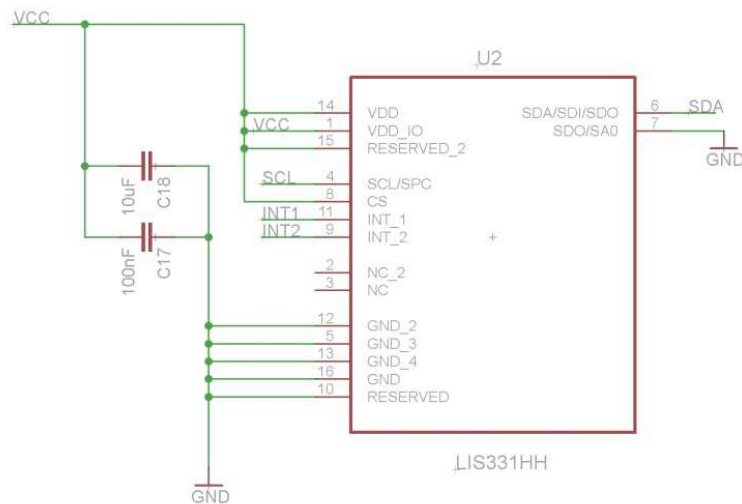 VCC
U2
14 VDD
VCC 1 VDD_IO
15 RESERVED_2
SCL 4 SCL/SPC
8 CS
INT1 11 INT_1
INT2 9 INT_2
2 NC_2
3 NC
12 GND_2
5 GND_3
13 GND_4
16 GND
10 RESERVED
SDA/SDI/SDO 6 SDA
SDO/SA0 7
GND
10uF C18
100nF C17
GND
LIS331HH